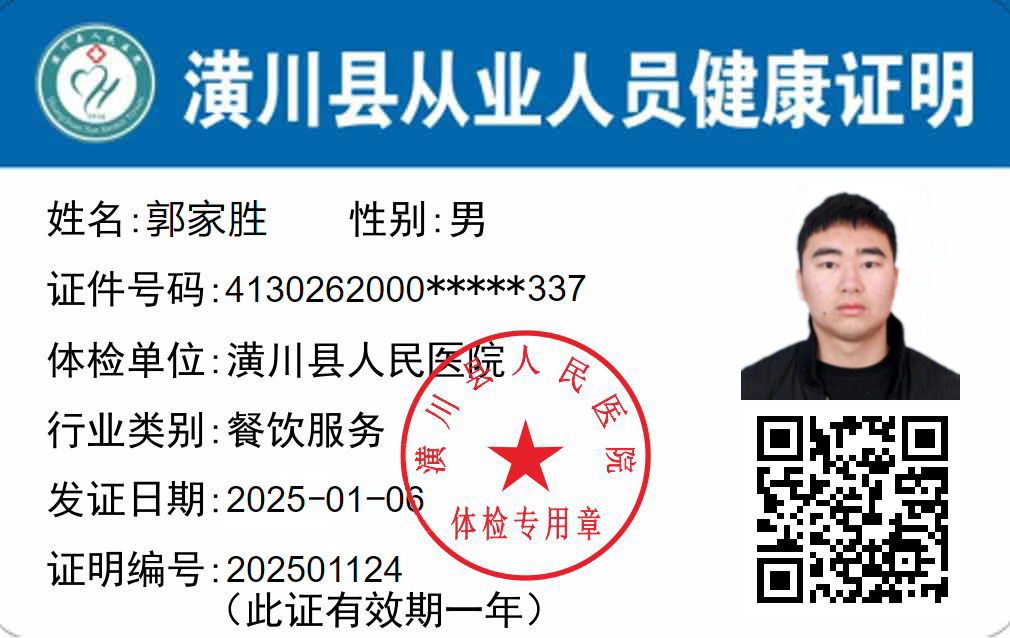 潢川县从业人员健康证明
姓名:郭家胜 性别:男
证件号码:4130262000*****337
体检单位:潢川县人民医院
行业类别:餐饮服务
发证日期:2025-01-06
证明编号:202501124
(此证有效期一年)
潢川县人民医院
体检专用章